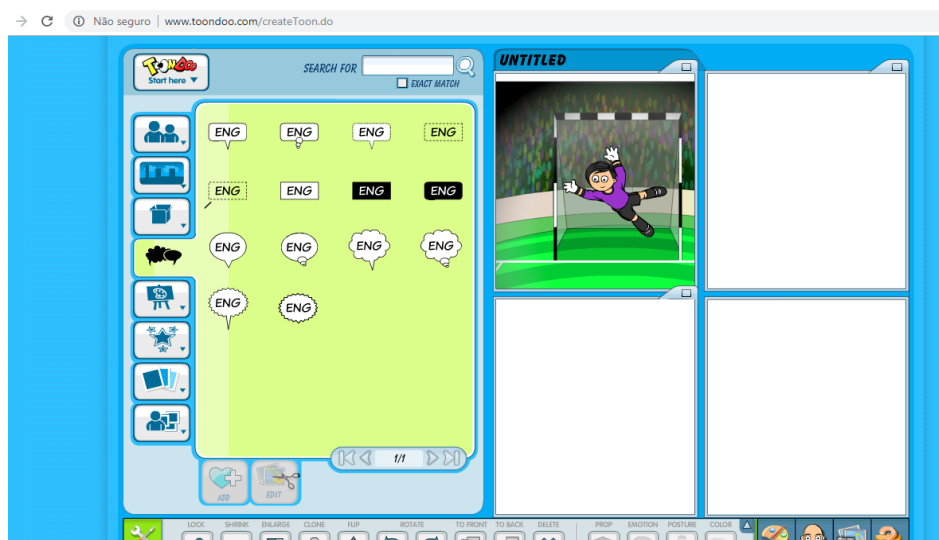 Não seguro | www.toondoo.com/createToon.do
TOONDOO
Start here
SEARCH FOR
EXACT MATCH
UNTITLED
ENG ENG ENG ENG
ENG ENG ENG ENG
ENG ENG ENG ENG
ENG ENG
1/1
ADD EDIT
LOCK SHRINK ENLARGE CLONE FLIP ROTATE TO FRONT TO BACK DELETE PROP EMOTION POSTURE COLOR